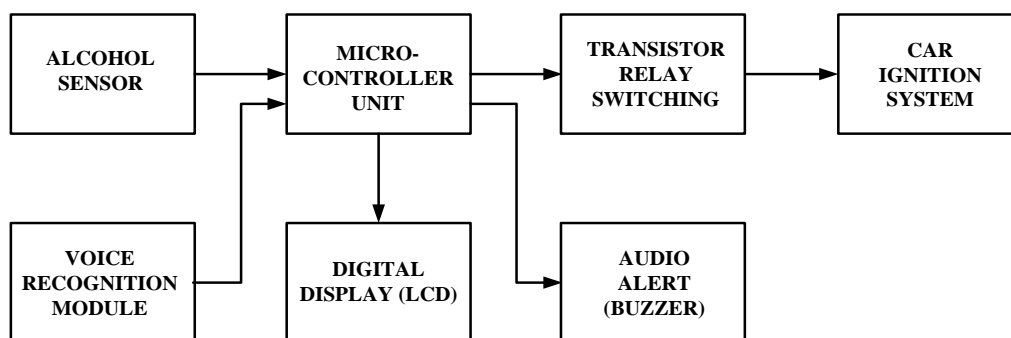 ALCOHOL
SENSOR
MICRO-
CONTROLLER
UNIT
TRANSISTOR
RELAY
SWITCHING
CAR
IGNITION
SYSTEM
VOICE
RECOGNITION
MODULE
DIGITAL
DISPLAY (LCD)
AUDIO
ALERT
(BUZZER)